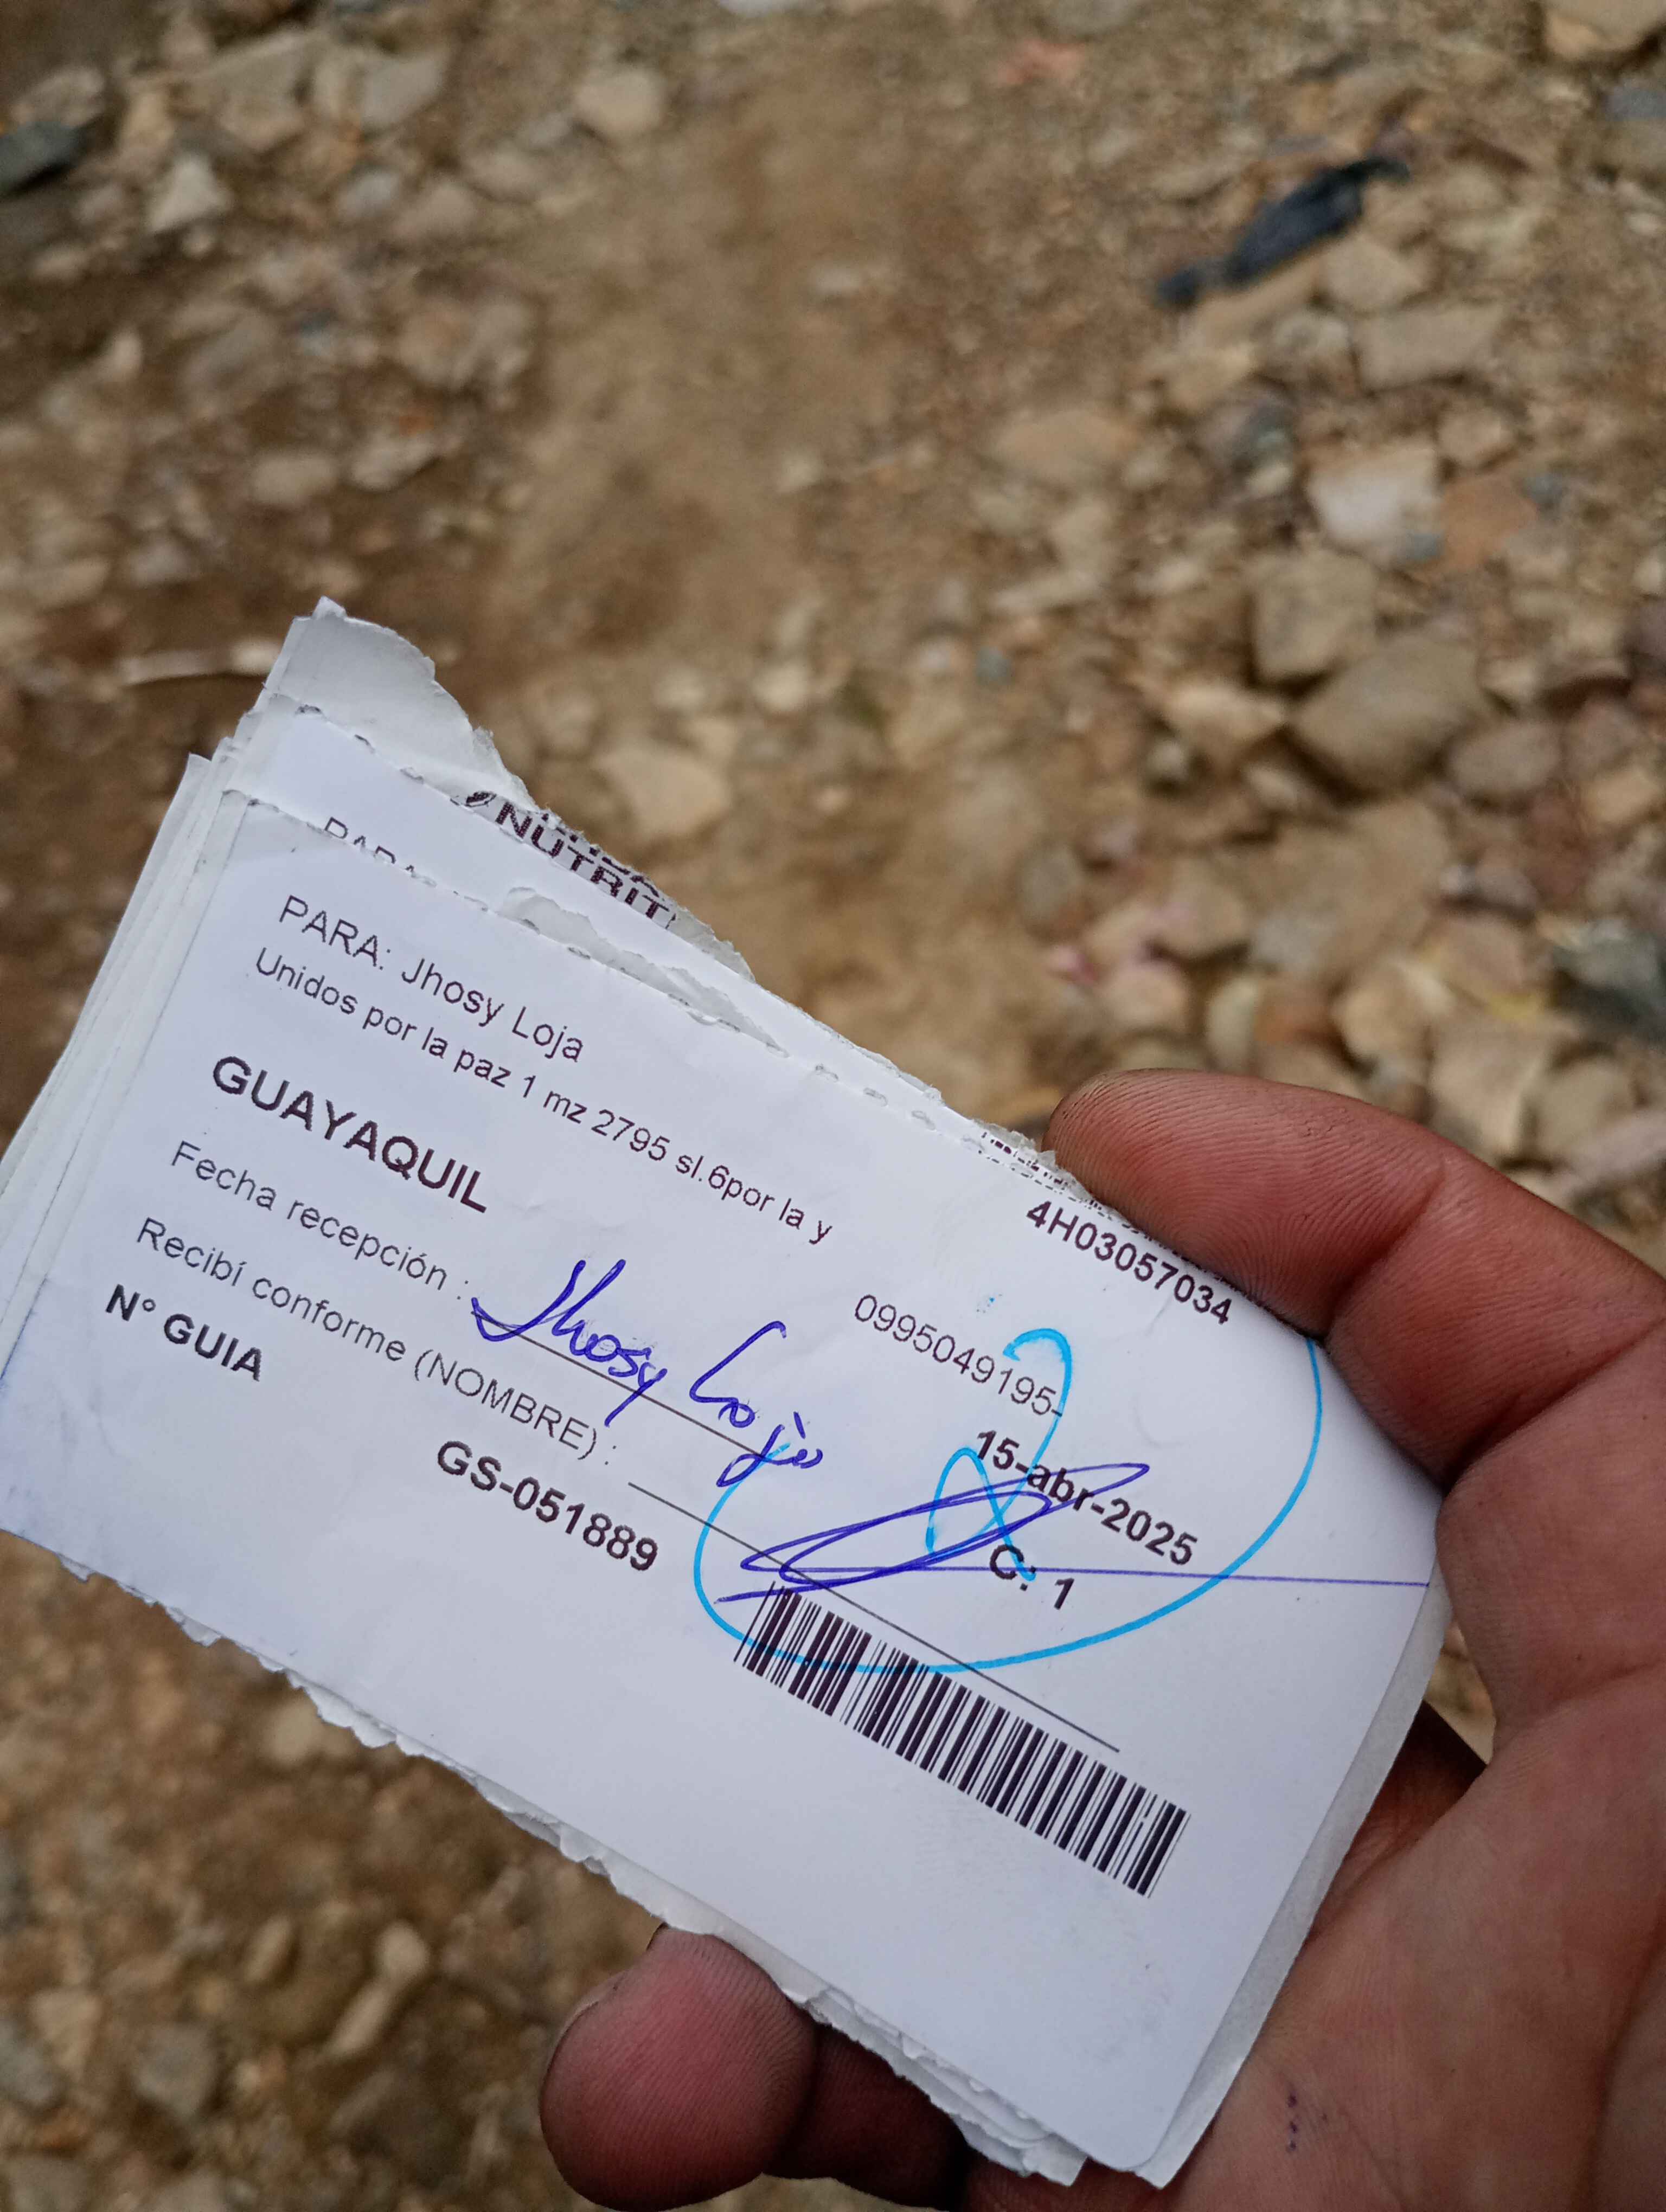 NUTRIT
PARA: Jhosy Loja
Unidos por la paz 1 mz 2795 sl.6por la y
4H03057034
GUAYAQUIL
0995049195-
Fecha recepción :
Jhosy Loja
15-abr-2025
Recibí conforme (NOMBRE) :
C: 1
N° GUIA
GS-051889